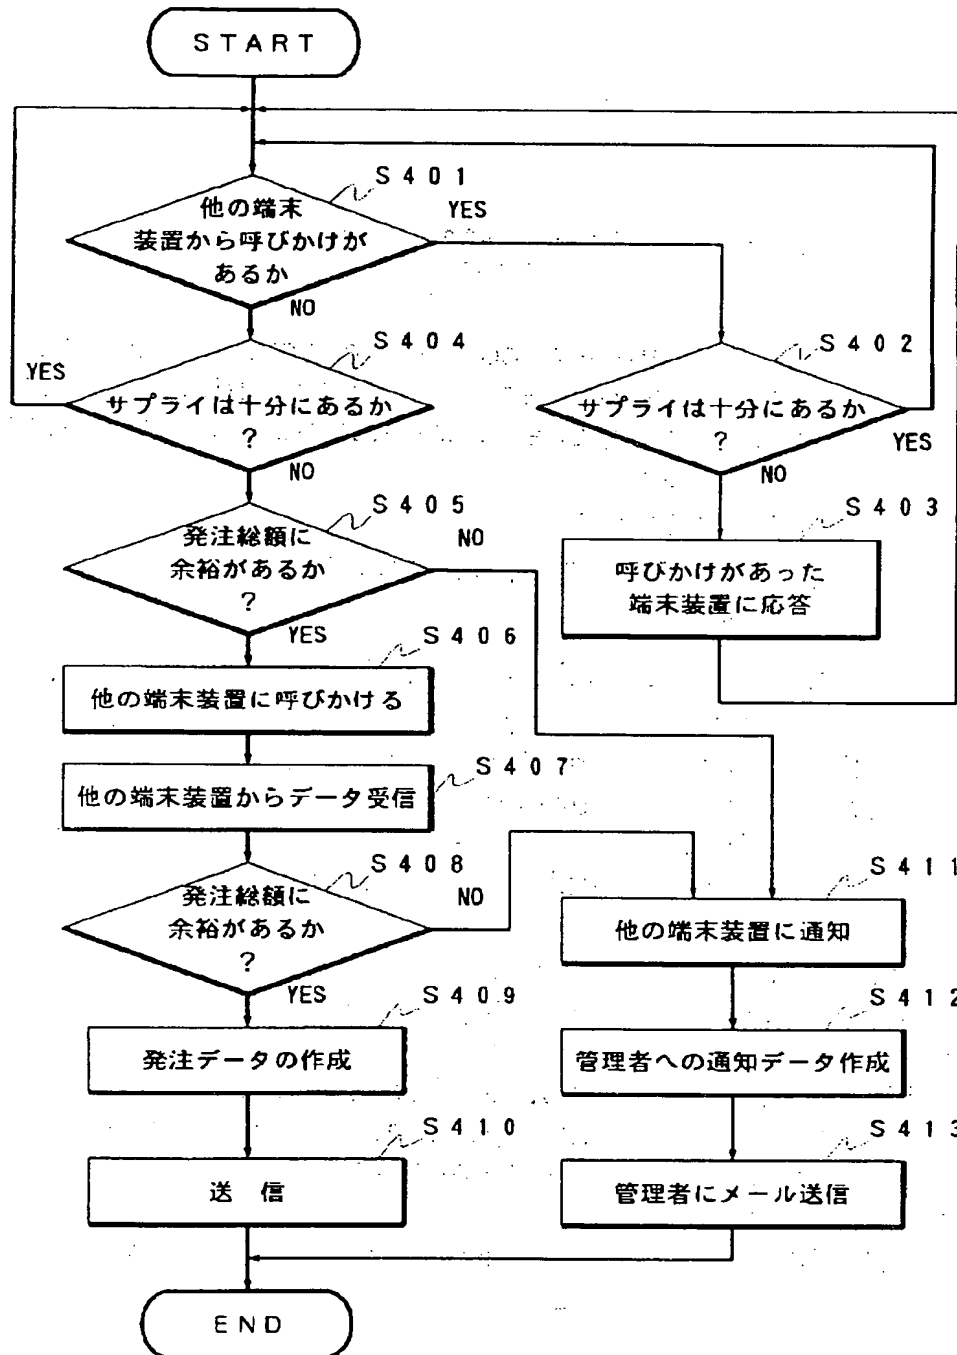 START
S401
他の端末
装置から呼びかけが
あるか
YES
NO
S404
サプライは十分にあるか
?
YES
NO
S402
サプライは十分にあるか
?
YES
NO
S403
呼びかけがあった
端末装置に応答
S405
発注総額に
余裕があるか
?
NO
YES
S406
他の端末装置に呼びかける
S407
他の端末装置からデータ受信
S408
発注総額に
余裕があるか
?
NO
YES
S409
発注データの作成
S410
送 信
S411
他の端末装置に通知
S412
管理者への通知データ作成
S413
管理者にメール送信
END